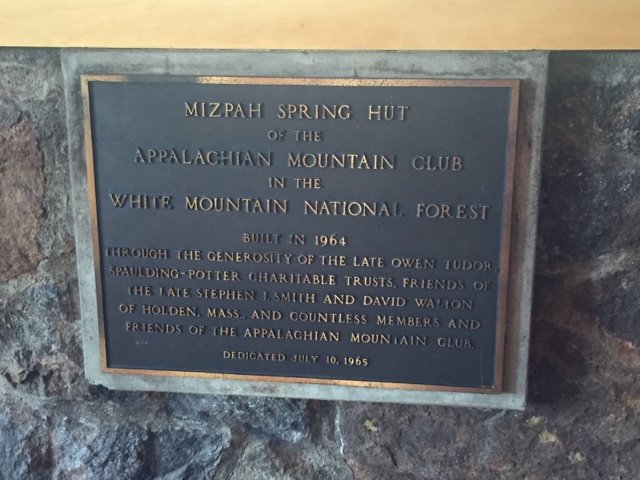 MIZPAH SPRING HUT
OF THE
APPALACHIAN MOUNTAIN CLUB
IN THE
WHITE MOUNTAIN NATIONAL FOREST
BUILT IN 1964
THROUGH THE GENEROSITY OF THE LATE OWEN TUDOR,
SPAULDING-POTTER CHARITABLE TRUSTS, FRIENDS OF
THE LATE STEPHEN J. SMITH AND DAVID WALTON
OF HOLDEN, MASS., AND COUNTLESS MEMBERS AND
FRIENDS OF THE APPALACHIAN MOUNTAIN CLUB.
DEDICATED JULY 10, 1965